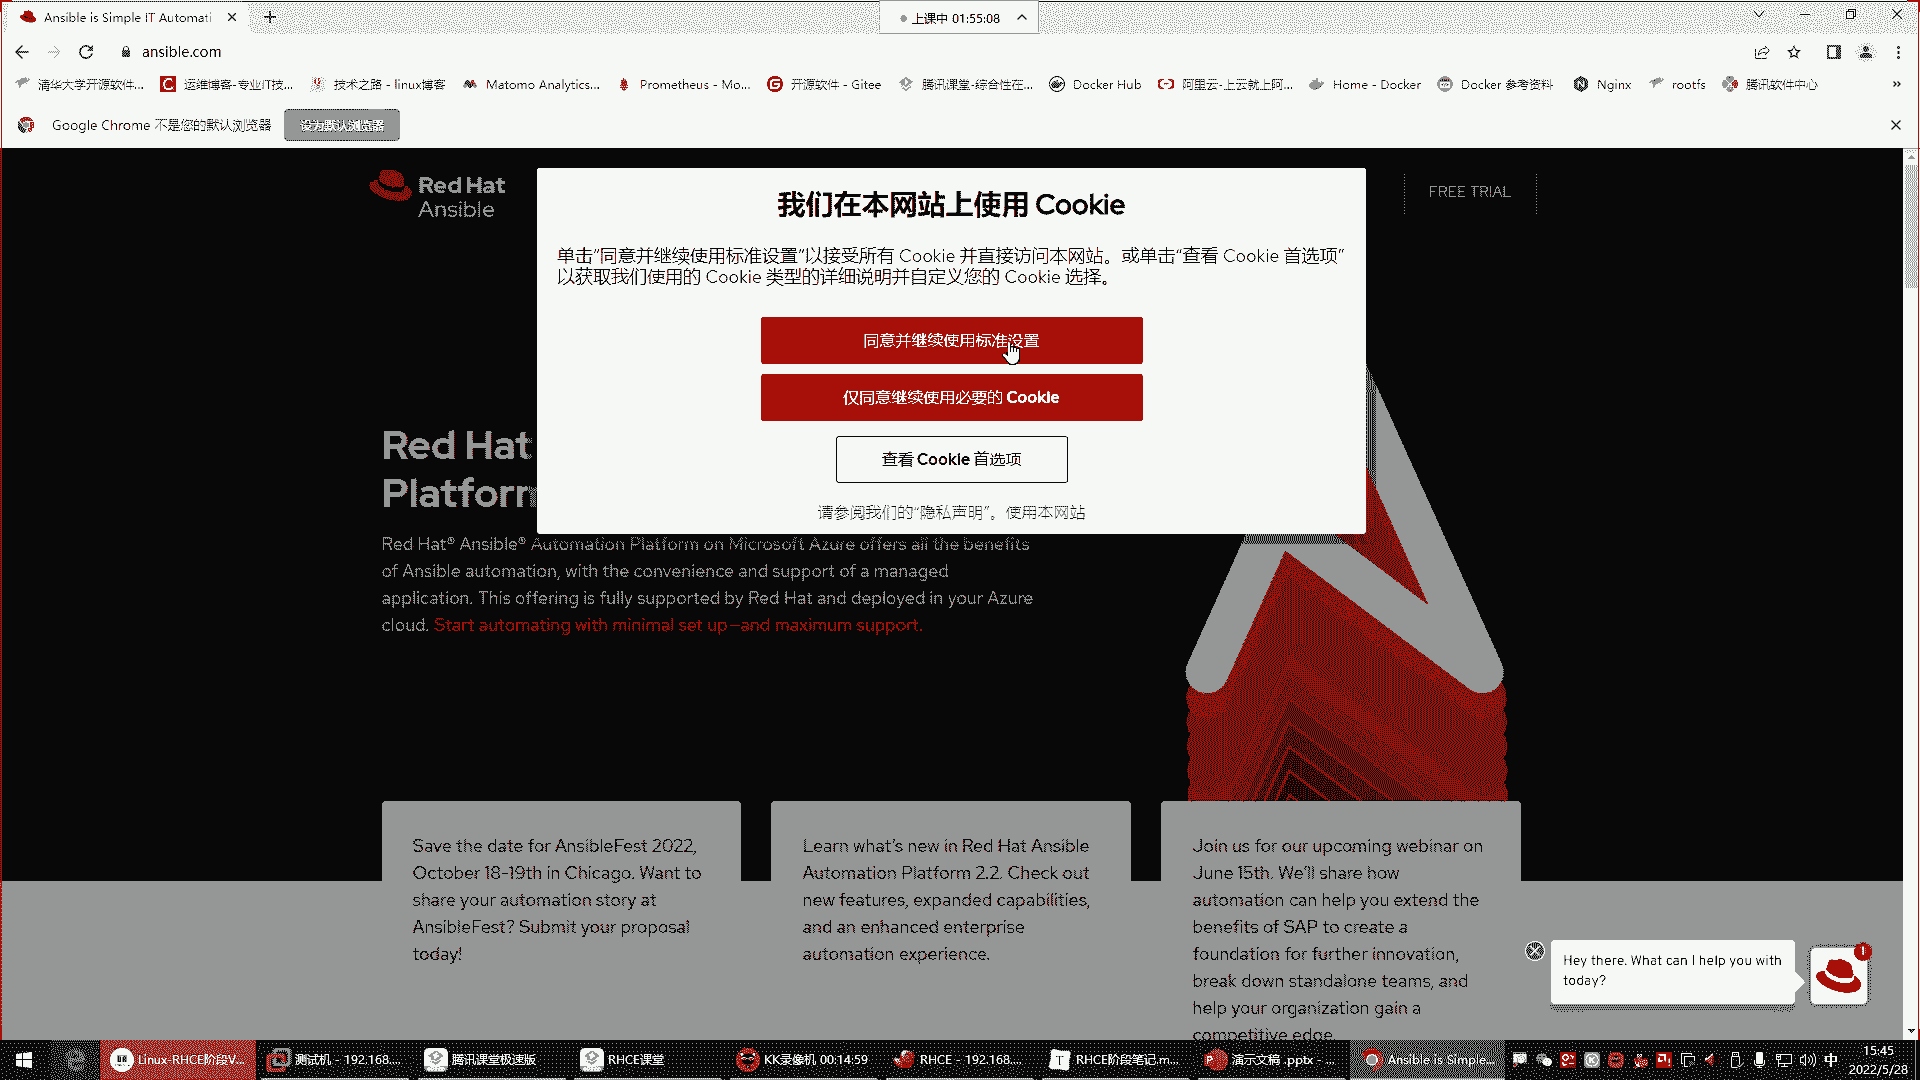 Ansible is Simple IT Automati
上课中 01:55:08
ansible.com
清华大学开源软件...
运维博客-专业IT技...
技术之路 - linux博客
Matomo Analytics...
Prometheus - Mo...
开源软件 - Gitee
腾讯课堂-综合性在...
Docker Hub
阿里云-上云就上阿...
Home - Docker
Docker 参考资料
Nginx
rootfs
腾讯软件中心
»
Google Chrome 不是您的默认浏览器
设为默认浏览器
Red Hat
Ansible
FREE TRIAL
我们在本网站上使用 Cookie
单击“同意并继续使用标准设置”以接受所有 Cookie 并直接访问本网站。或单击“查看 Cookie 首选项”
以获取我们使用的 Cookie 类型的详细说明并自定义您的 Cookie 选择。
同意并继续使用标准设置
仅同意继续使用必要的 Cookie
查看 Cookie 首选项
请参阅我们的“隐私声明”。使用本网站
Red Hat
Platform
Red Hat® Ansible® Automation Platform on Microsoft Azure offers all the benefits
of Ansible automation, with the convenience and support of a managed
application. This offering is fully supported by Red Hat and deployed in your Azure
cloud. Start automating with minimal set up—and maximum support.
Save the date for AnsibleFest 2022,
October 18-19th in Chicago. Want to
share your automation story at
AnsibleFest? Submit your proposal
today!
Learn what's new in Red Hat Ansible
Automation Platform 2.2. Check out
new features, expanded capabilities,
and an enhanced enterprise
automation experience.
Join us for our upcoming webinar on
June 15th. We'll share how
automation can help you extend the
benefits of SAP to create a
foundation for further innovation,
break down standalone teams, and
help your organization gain a
competitive edge.
Hey there. What can I help you with
today?
Linux-RHCE阶段V...
测试机 - 192.168....
腾讯课堂极速版
RHCE课堂
KK录像机 00:14:59
RHCE - 192.168....
RHCE阶段笔记.m...
演示文稿 .pptx - ...
Ansible is Simple...
中
15:45
2022/5/28